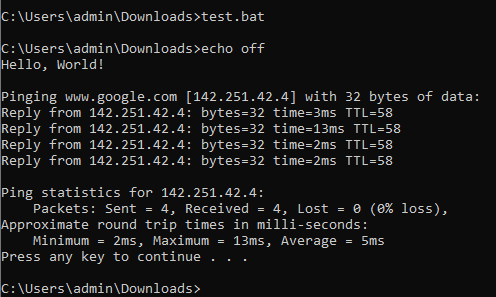 C:\Users\admin\Downloads>test.bat
C:\Users\admin\Downloads>echo off
Hello, World!
Pinging www.google.com [142.251.42.4] with 32 bytes of data:
Reply from 142.251.42.4: bytes=32 time=3ms TTL=58
Reply from 142.251.42.4: bytes=32 time=13ms TTL=58
Reply from 142.251.42.4: bytes=32 time=2ms TTL=58
Reply from 142.251.42.4: bytes=32 time=2ms TTL=58
Ping statistics for 142.251.42.4:
    Packets: Sent = 4, Received = 4, Lost = 0 (0% loss),
Approximate round trip times in milli-seconds:
    Minimum = 2ms, Maximum = 13ms, Average = 5ms
Press any key to continue . . .
C:\Users\admin\Downloads>